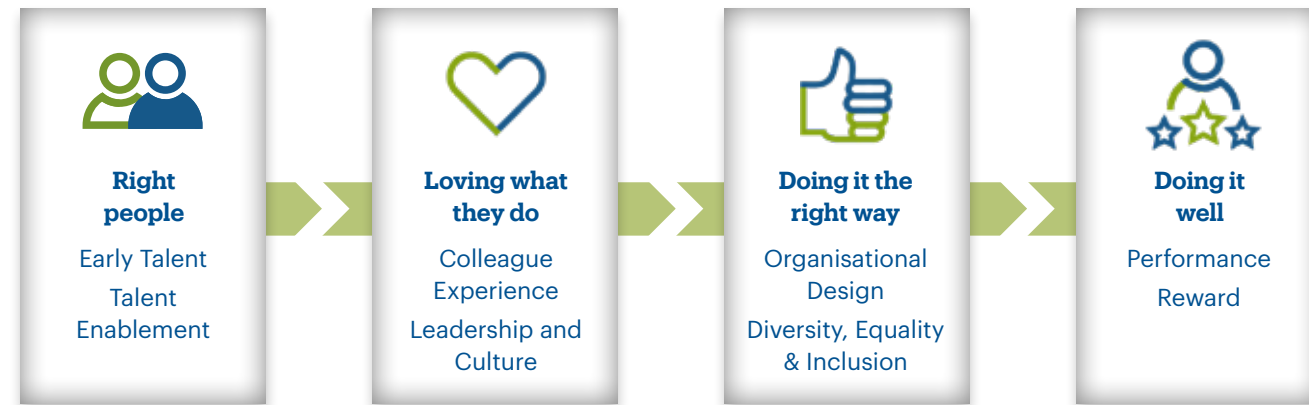 Right
people
Early Talent
Talent
Enablement
Loving what
they do
Colleague
Experience
Leadership and
Culture
Doing it the
right way
Organisational
Design
Diversity, Equality
& Inclusion
Doing it
well
Performance
Reward